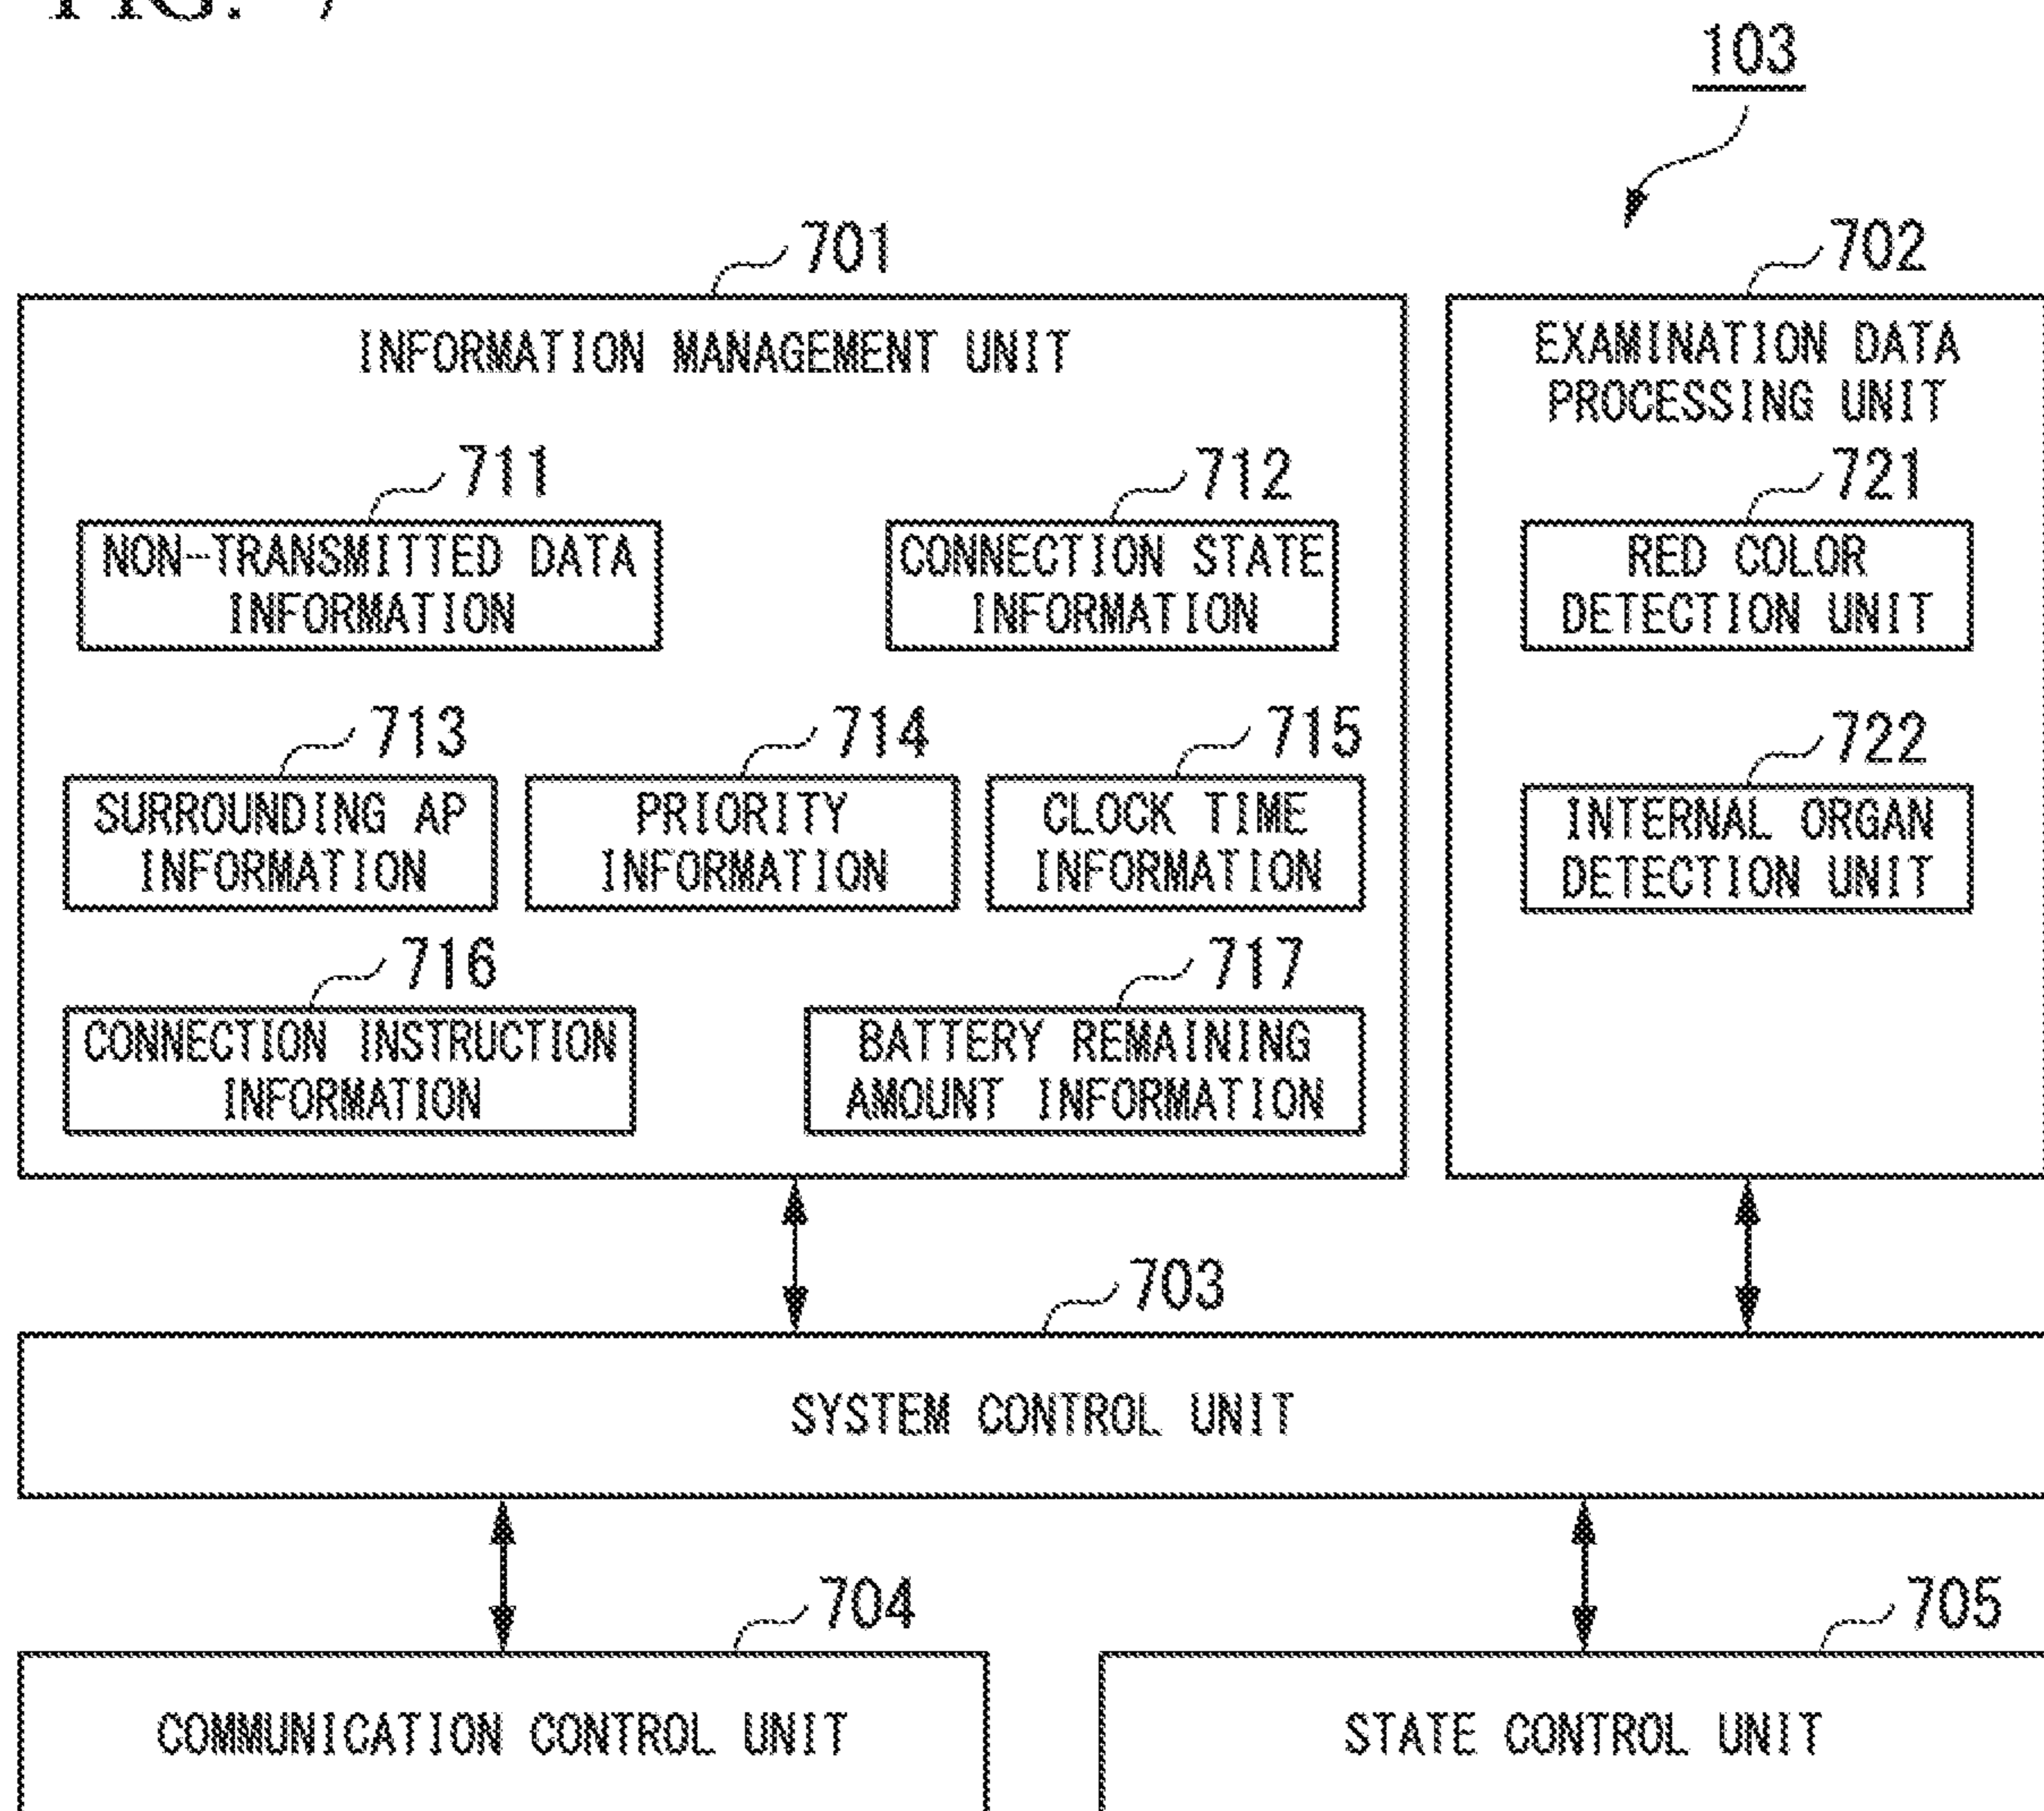 FIG. 7
103
701
702
INFORMATION MANAGEMENT UNIT
EXAMINATION DATA
PROCESSING UNIT
711
712
721
NON-TRANSMITTED DATA
INFORMATION
CONNECTION STATE
INFORMATION
RED COLOR
DETECTION UNIT
713
714
715
722
SURROUNDING AP
INFORMATION
PRIORITY
INFORMATION
CLOCK TIME
INFORMATION
INTERNAL ORGAN
DETECTION UNIT
716
717
CONNECTION INSTRUCTION
INFORMATION
BATTERY REMAINING
AMOUNT INFORMATION
703
SYSTEM CONTROL UNIT
704
705
COMMUNICATION CONTROL UNIT
STATE CONTROL UNIT